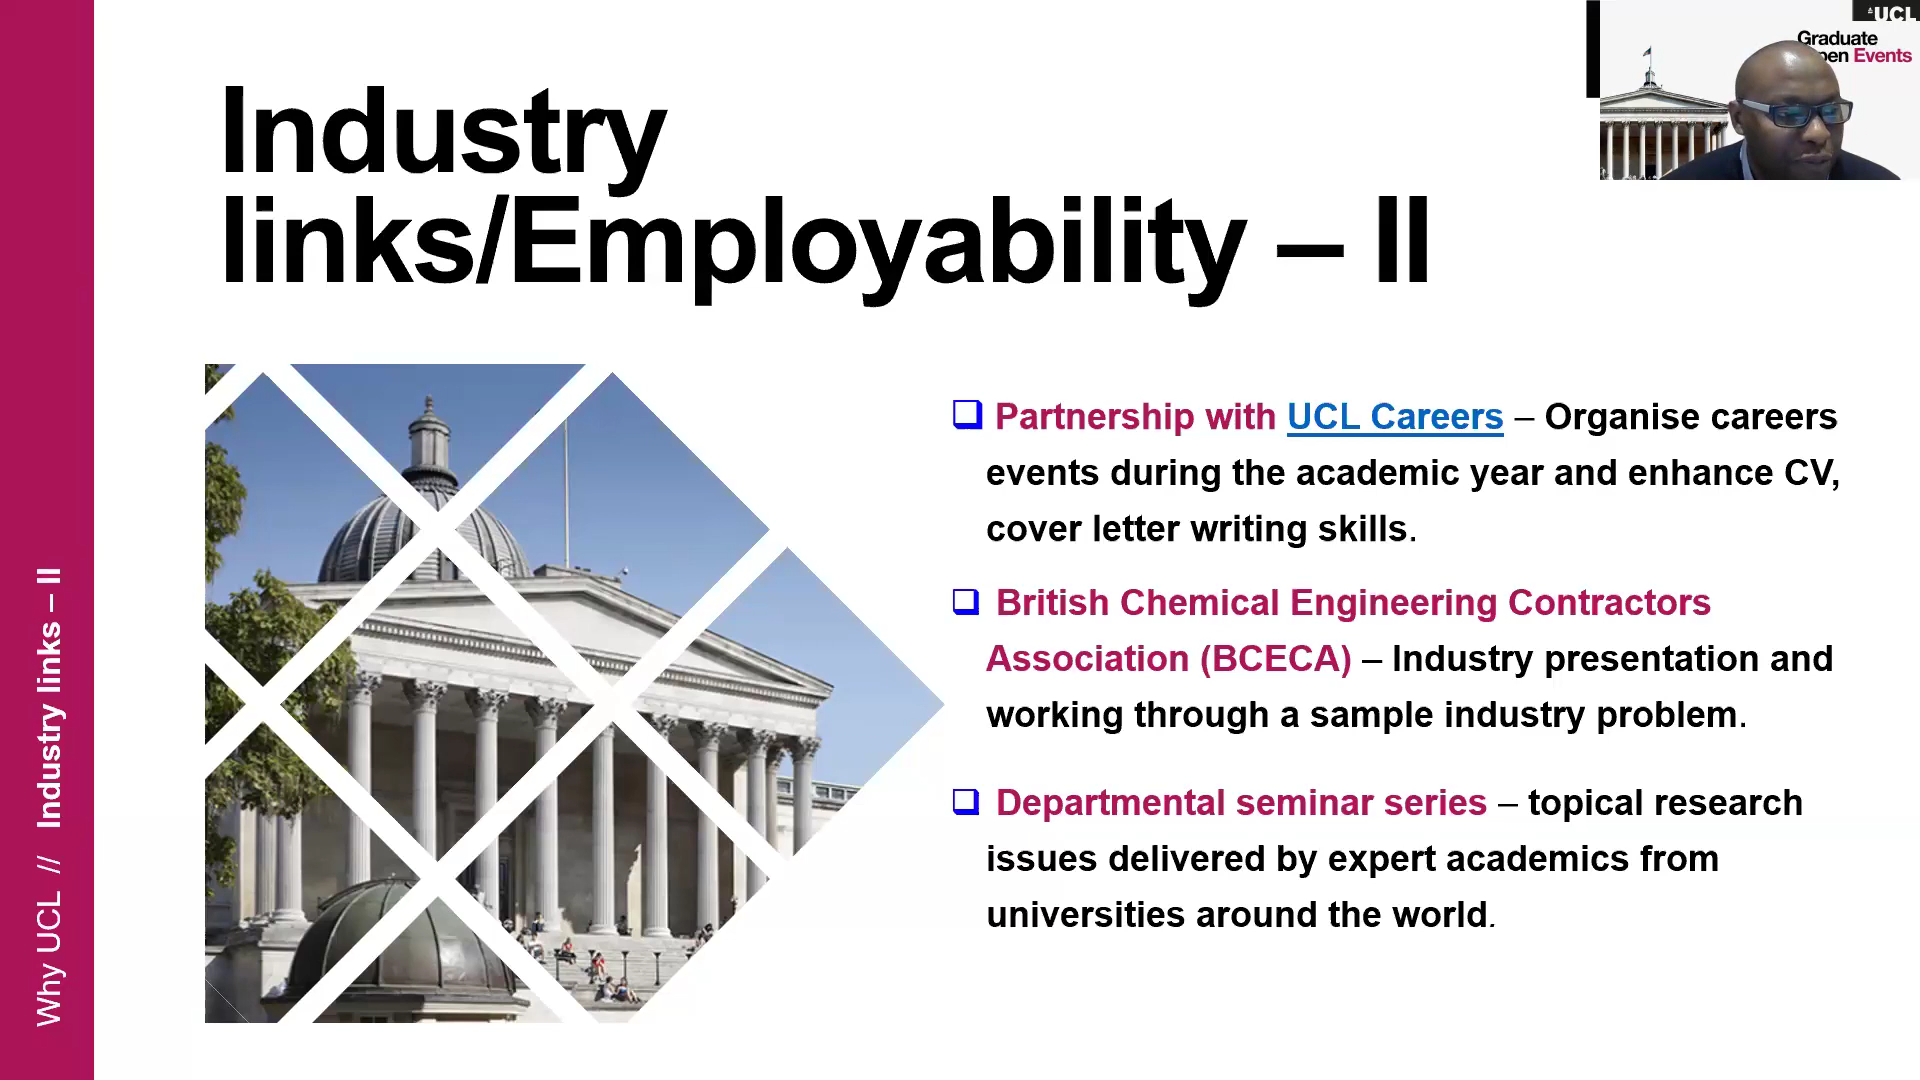 Industry
links/Employability – II
UCL
Graduate
pen Events
Partnership with UCL Careers – Organise careers
events during the academic year and enhance CV,
cover letter writing skills.
British Chemical Engineering Contractors
Association (BCECA) – Industry presentation and
working through a sample industry problem.
Departmental seminar series – topical research
issues delivered by expert academics from
universities around the world.
Why UCL // Industry links – II